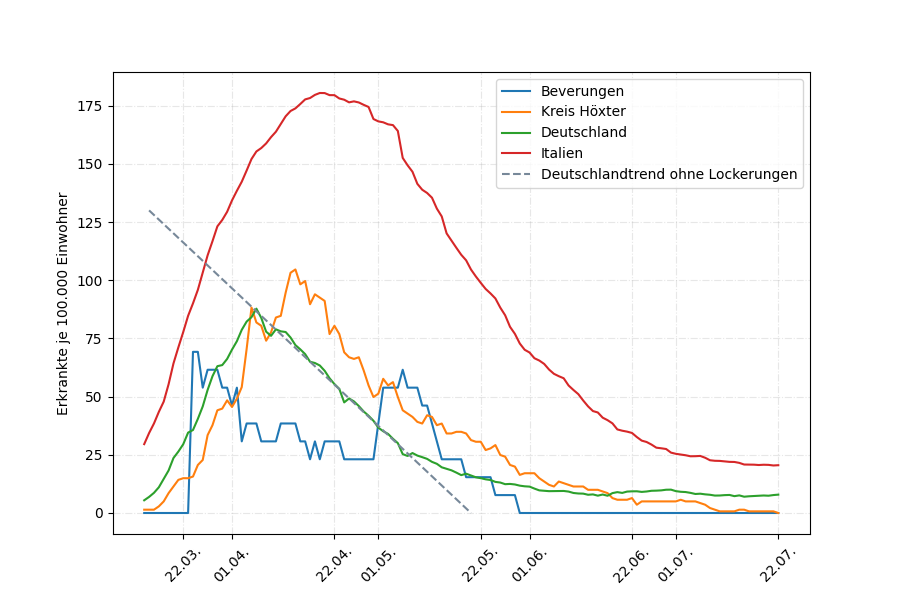 Beverungen
Kreis Höxter
Deutschland
Italien
Deutschlandtrend ohne Lockerungen
Erkrankte je 100.000 Einwohner
175
150
125
100
75
50
25
0
22.03.
01.04.
22.04.
01.05.
22.05.
01.06.
22.06.
01.07.
22.07.